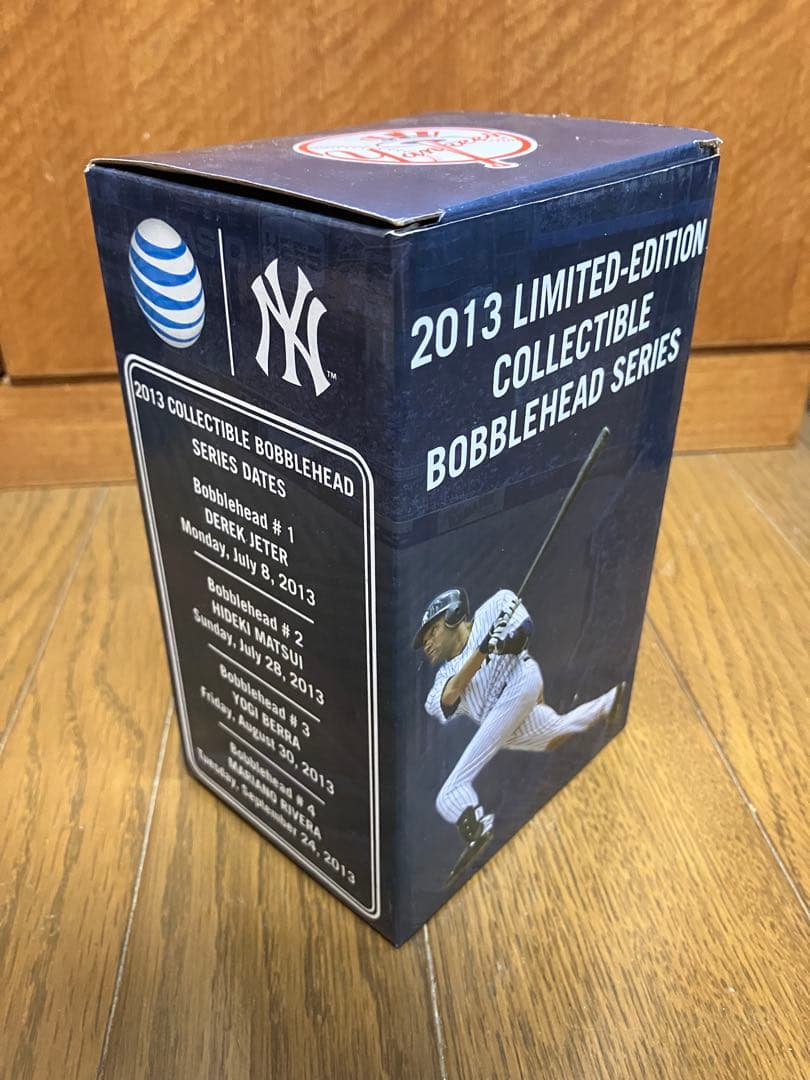 Yankees
NY
TM
2013 COLLECTIBLE BOBBLEHEAD
SERIES DATES
Bobblehead # 1
DEREK JETER
Monday, July 8, 2013
Bobblehead # 2
HIDEKI MATSUI
Sunday, July 28, 2013
Bobblehead # 3
YOGI BERRA
Friday, August 30, 2013
Bobblehead # 4
MARIANO RIVERA
Tuesday, September 24, 2013
2013 LIMITED-EDITION
COLLECTIBLE
BOBBLEHEAD SERIES